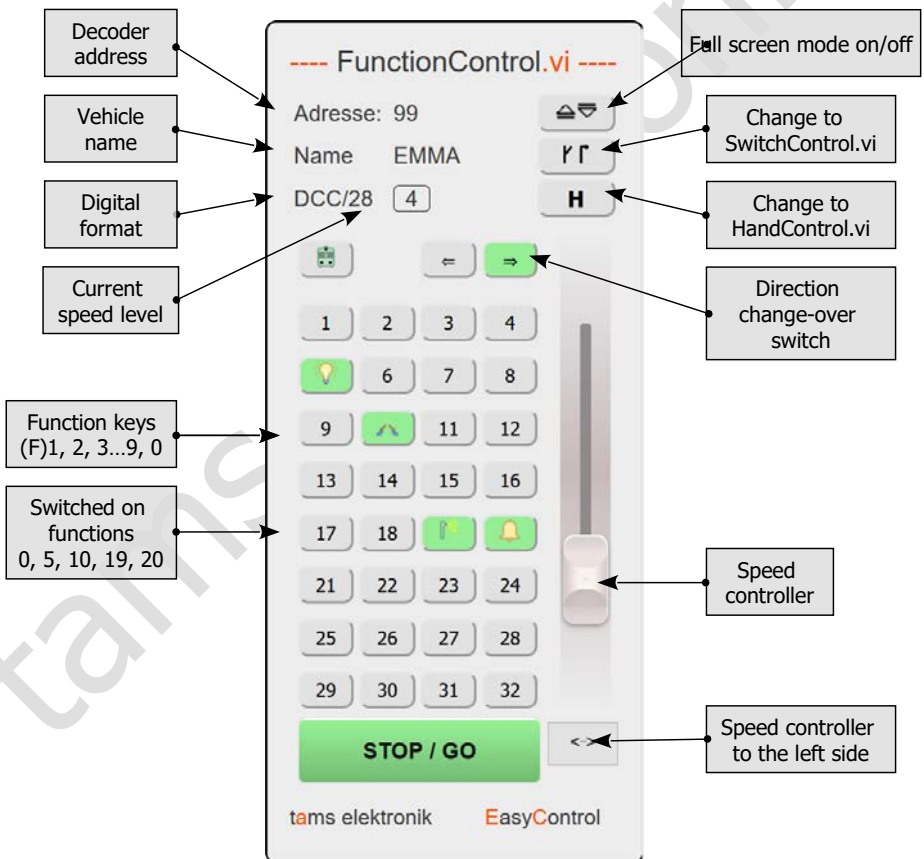 Decoder
address
Vehicle
name
Digital
format
Current
speed level
Function keys
(F)1, 2, 3...9, 0
Switched on
functions
0, 5, 10, 19, 20
---- FunctionControl.vi ----
Adresse: 99
Name EMMA
DCC/28 4
H
⇐ ⇒
1 2 3 4
6 7 8
9 11 12
13 14 15 16
17 18
21 22 23 24
25 26 27 28
29 30 31 32
STOP / GO
<->
tams elektronik EasyControl
Full screen mode on/off
Change to
SwitchControl.vi
Change to
HandControl.vi
Direction
change-over
switch
Speed
controller
Speed controller
to the left side
tams